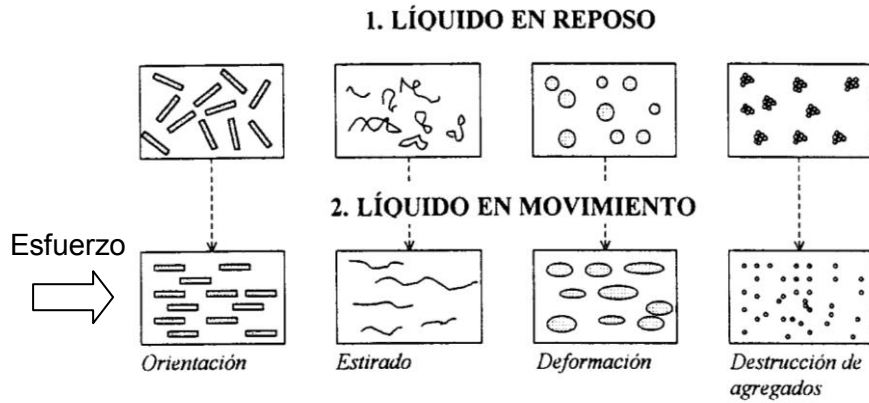 1. LÍQUIDO EN REPOSO
2. LÍQUIDO EN MOVIMIENTO
Esfuerzo
Orientación
Estirado
Deformación
Destrucción de
agregados